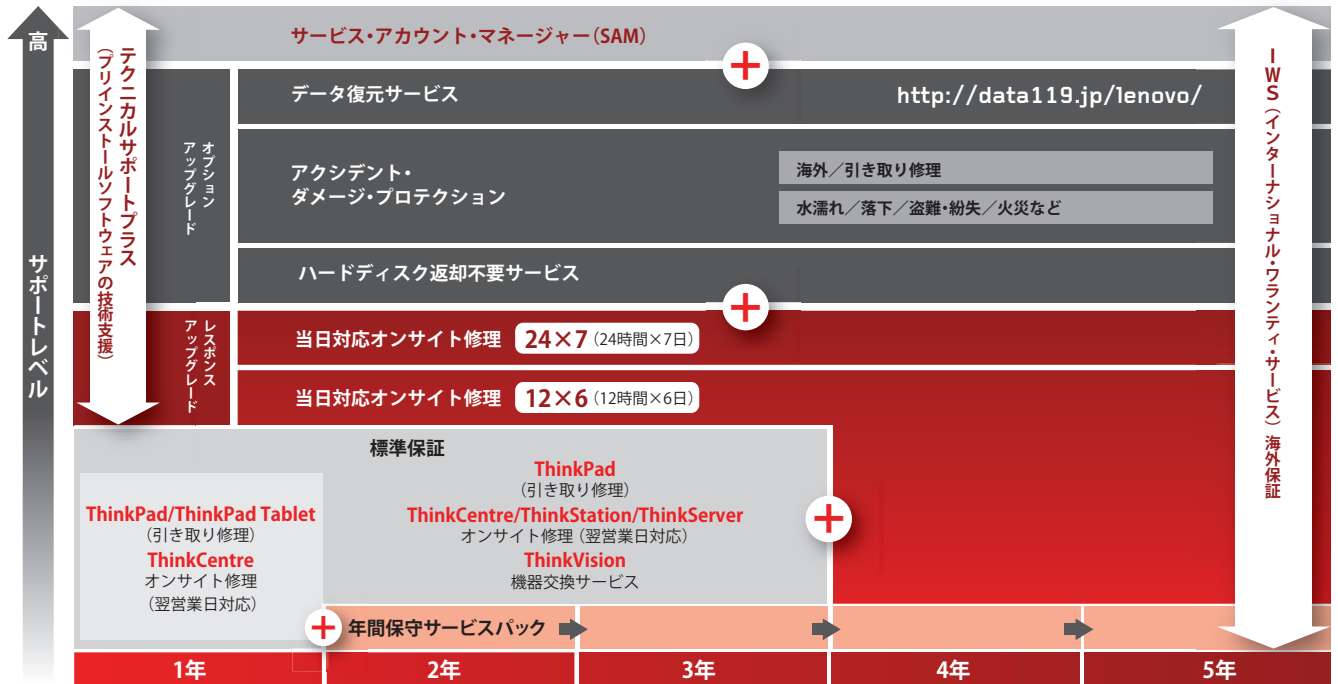 高
サポートレベル
テクニカルサポートプラス
（プリインストールソフトウェアの技術支援）
サービス・アカウント・マネージャー（SAM）
+
オプション
アップグレード
データ復元サービス
http://data119.jp/lenovo/
アクシデント・
ダメージ・プロテクション
海外／引き取り修理
水濡れ／落下／盗難・紛失／火災など
ハードディスク返却不要サービス
+
レスポンス
アップグレード
当日対応オンサイト修理 24×7（24時間×7日）
当日対応オンサイト修理 12×6（12時間×6日）
標準保証
ThinkPad/ThinkPad Tablet
（引き取り修理）
ThinkCentre
オンサイト修理
（翌営業日対応）
ThinkPad
（引き取り修理）
ThinkCentre/ThinkStation/ThinkServer
オンサイト修理（翌営業日対応）
ThinkVision
機器交換サービス
+
+
年間保守サービスパック
1年
2年
3年
4年
5年
IWS（インターナショナル・ワランティ・サービス）海外保証